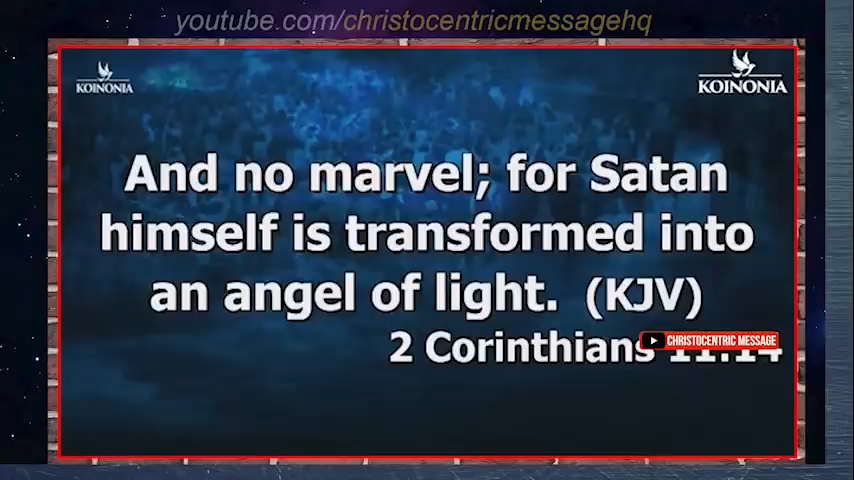 youtube.com/christocentricmessagehq
KOINONIA
KOINONIA
And no marvel; for Satan
himself is transformed into
an angel of light. (KJV)
2 Corinthians 11:14
CHRISTOCENTRIC MESSAGE